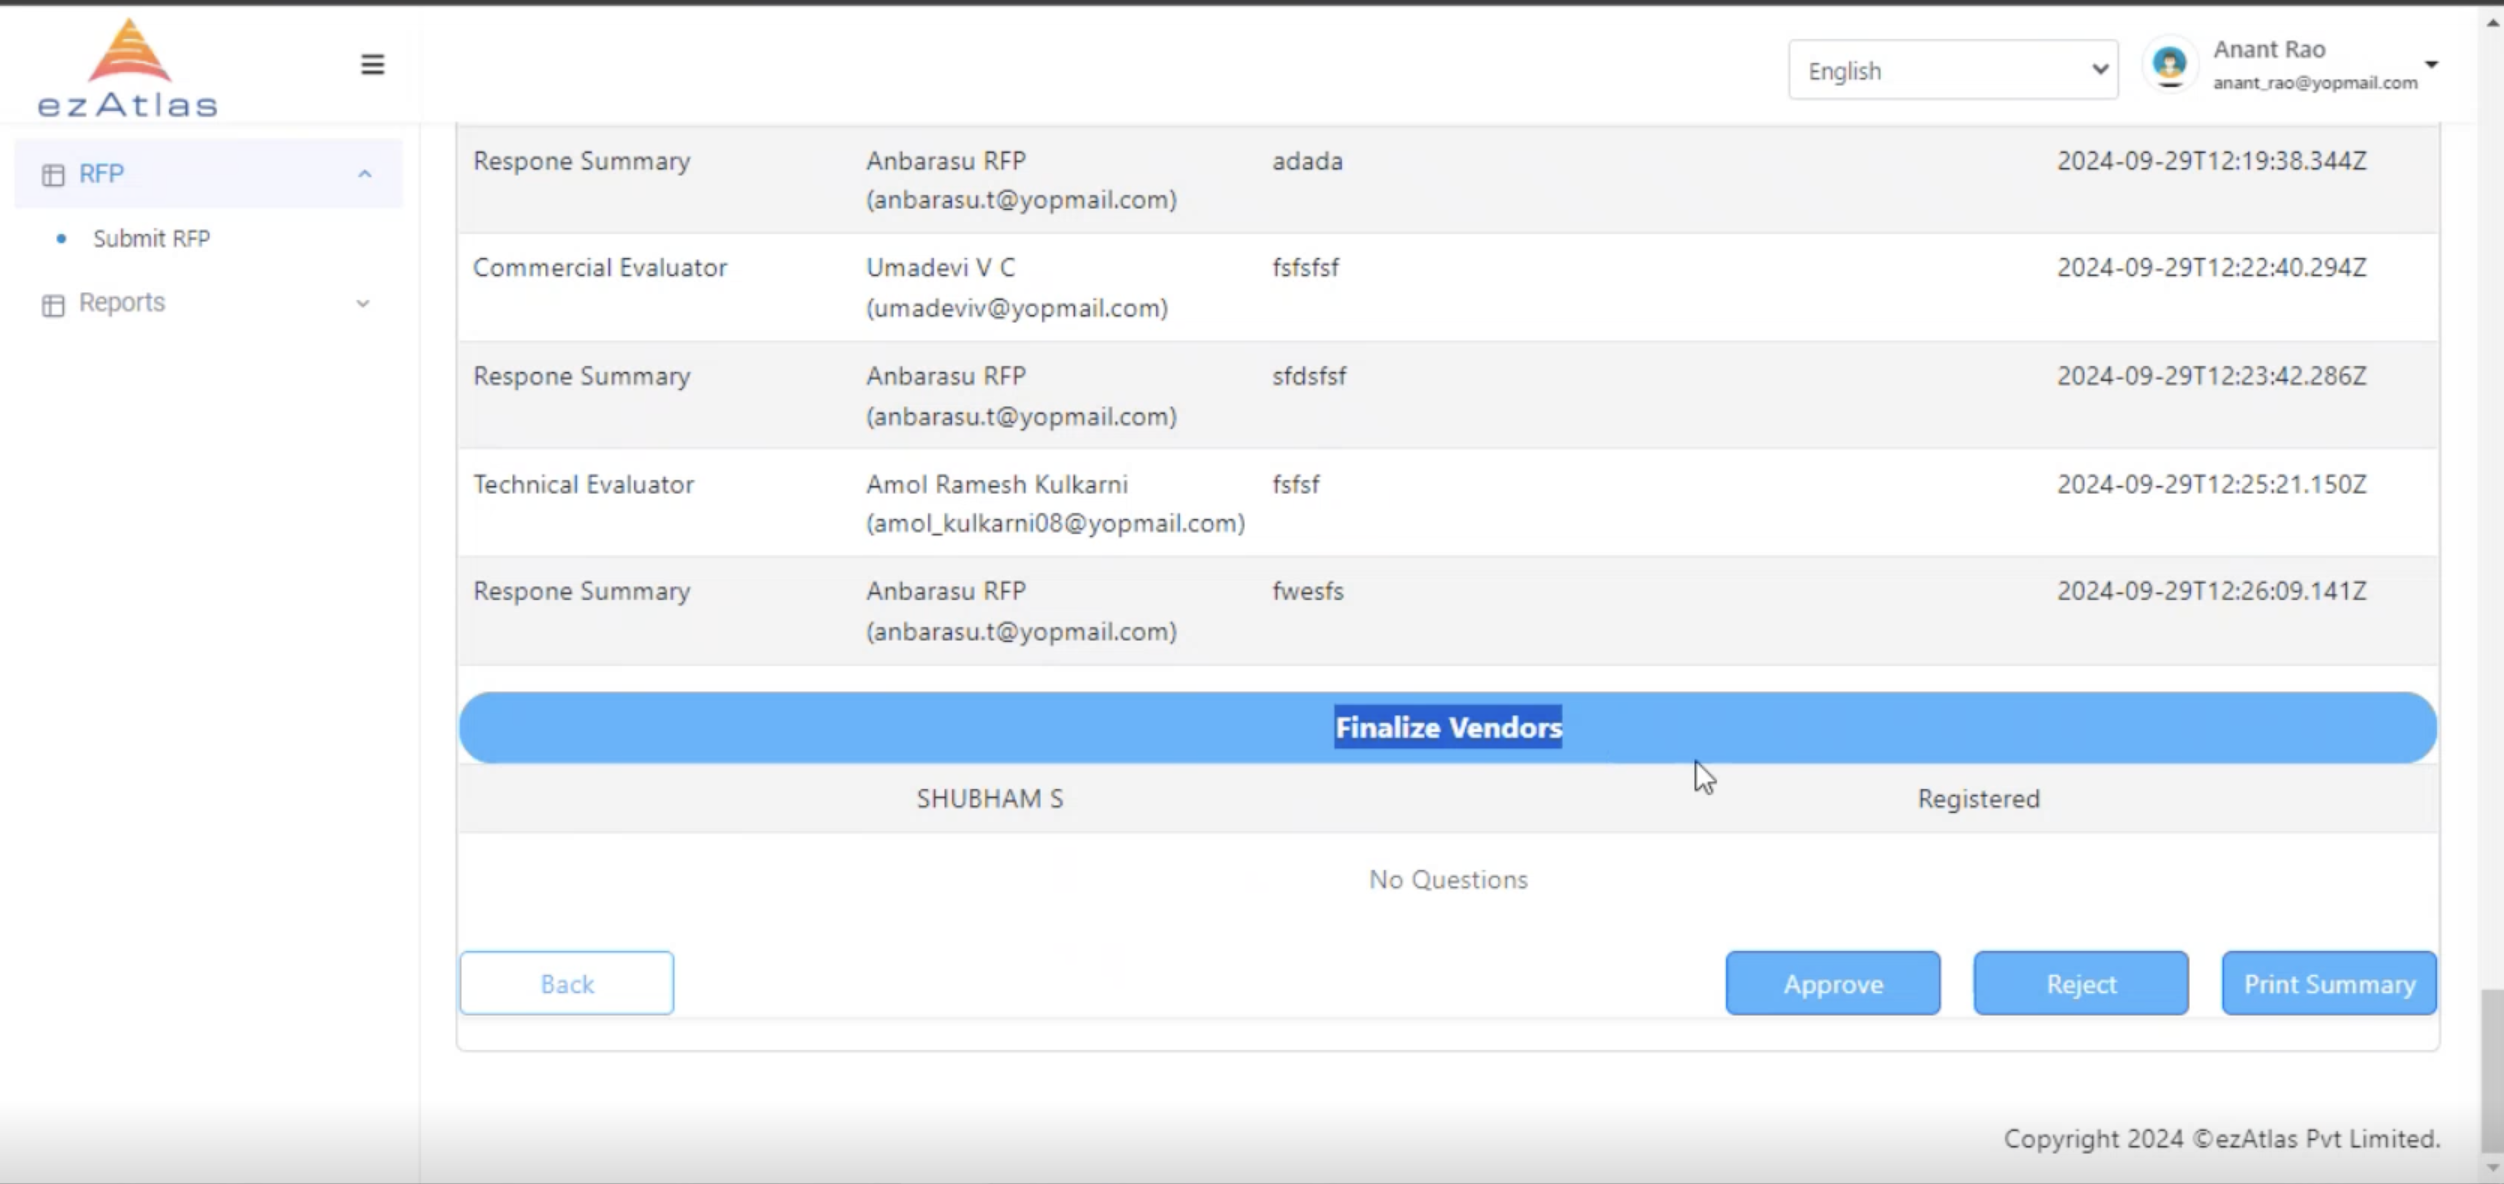 ezAtlas
English
Anant Rao
anant_rao@yopmail.com
RFP
Submit RFP
Reports
Respone Summary
Anbarasu RFP
(anbarasu.t@yopmail.com)
adada
2024-09-29T12:19:38.344Z
Commercial Evaluator
Umadevi V C
(umadeviv@yopmail.com)
fsfsfsf
2024-09-29T12:22:40.294Z
Respone Summary
Anbarasu RFP
(anbarasu.t@yopmail.com)
sfdsfsf
2024-09-29T12:23:42.286Z
Technical Evaluator
Amol Ramesh Kulkarni
(amol_kulkarni08@yopmail.com)
fsfsf
2024-09-29T12:25:21.150Z
Respone Summary
Anbarasu RFP
(anbarasu.t@yopmail.com)
fwesfs
2024-09-29T12:26:09.141Z
Finalize Vendors
SHUBHAM S
Registered
No Questions
Back
Approve
Reject
Print Summary
Copyright 2024 ©ezAtlas Pvt Limited.